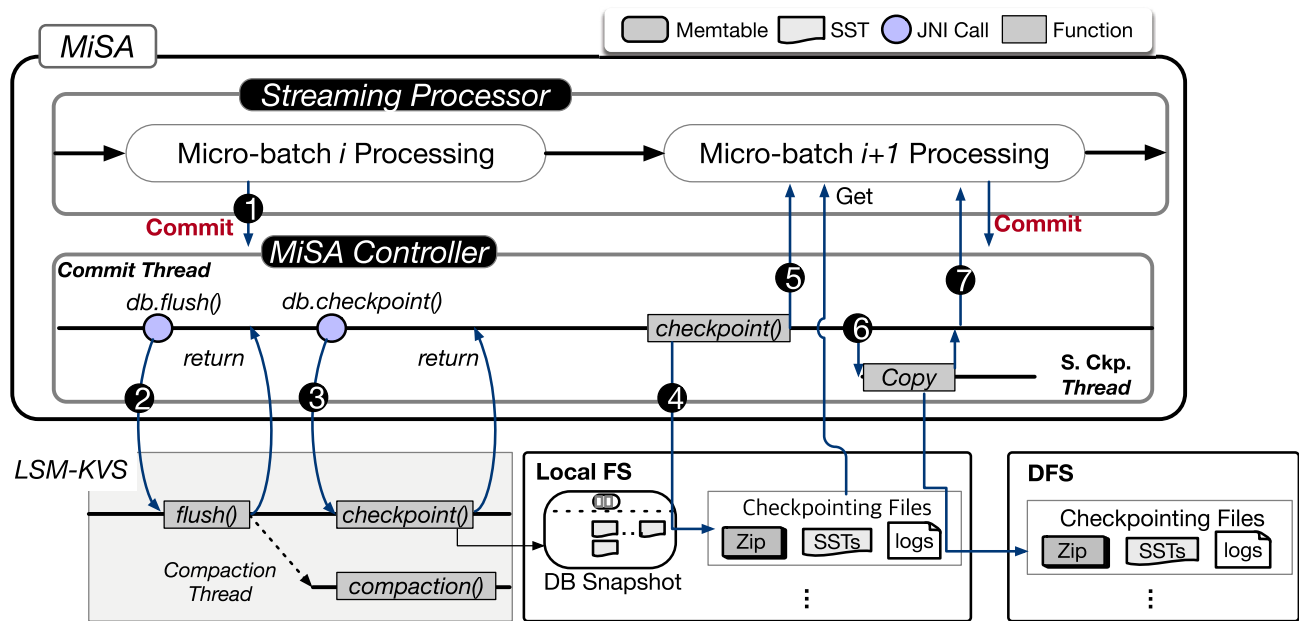 Memtable SST JNI Call Function
MiSA
Streaming Processor
Micro-batch i Processing
Micro-batch i+1 Processing
Get
1
Commit
Commit
MiSA Controller
Commit Thread
5
7
db.flush()
db.checkpoint()
checkpoint()
6
return
return
Copy
S. Ckp.
Thread
2
3
4
LSM-KVS
Local FS
DFS
flush()
checkpoint()
Checkpointing Files
Zip
SSTs
logs
Checkpointing Files
Zip
SSTs
logs
DB Snapshot
Compaction
Thread
compaction()